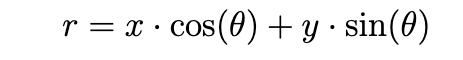 r = x · cos(θ) + y · sin(θ)